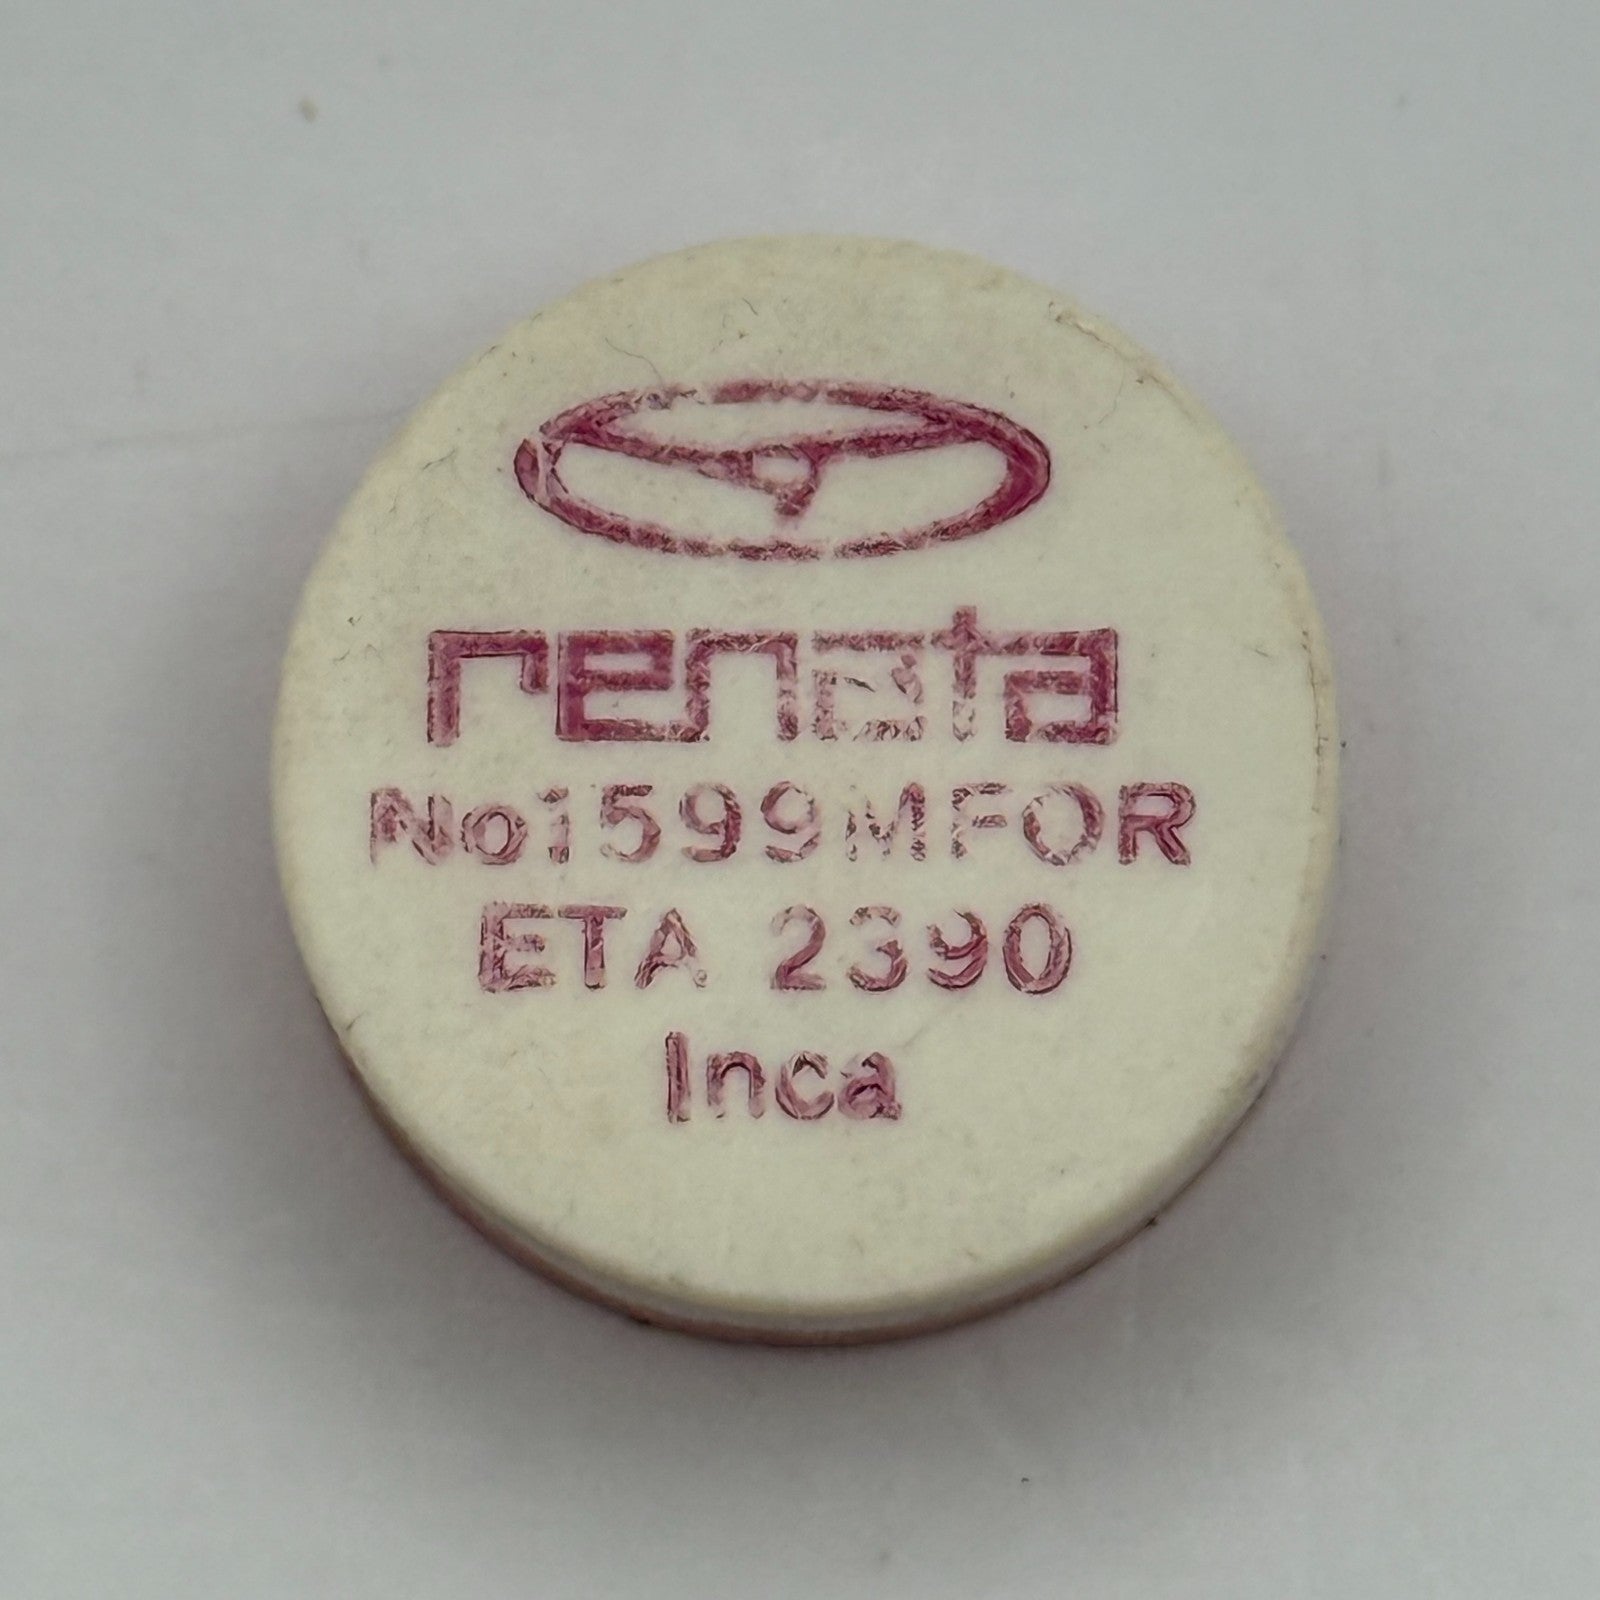 renata
No1599MFOR
ETA 2390
Inca